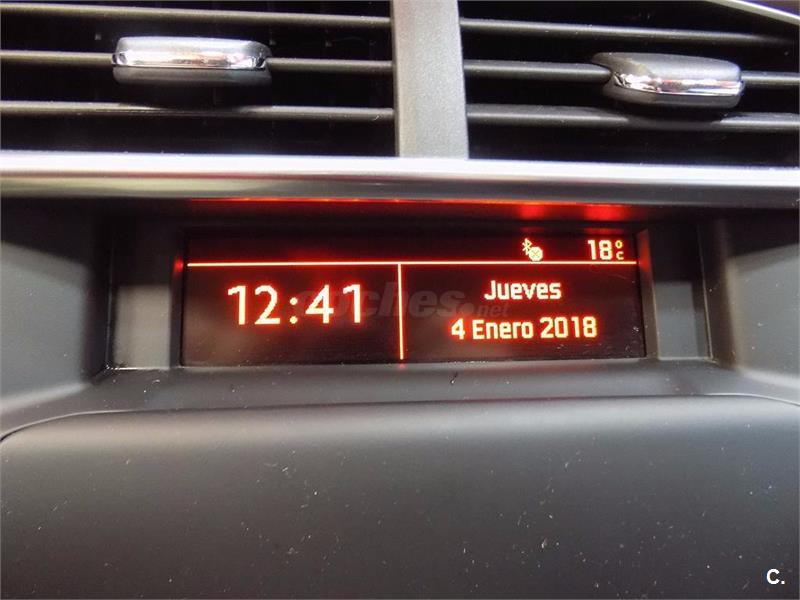 18°C
12:41
Jueves
4 Enero 2018
coches.net
C.